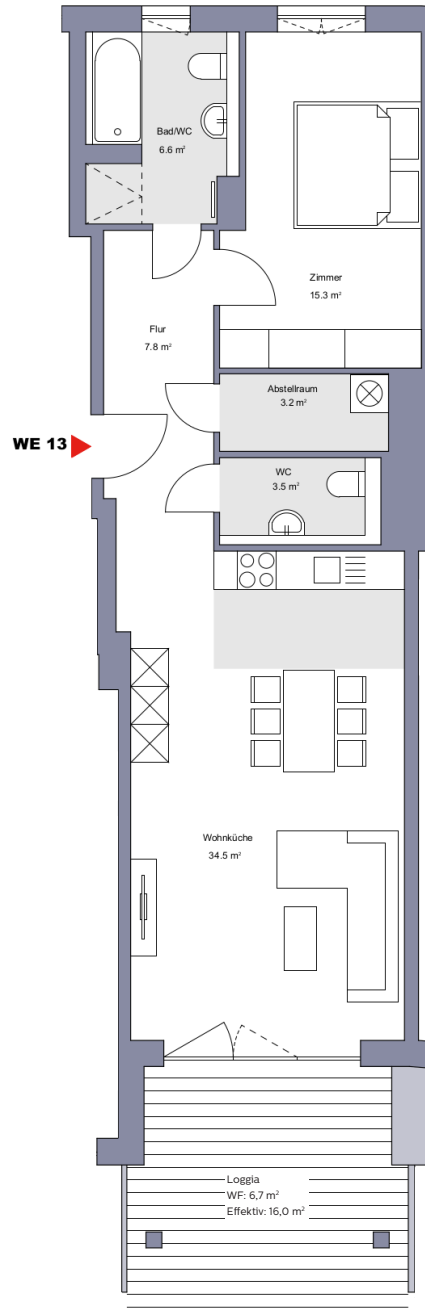 Bad/WC
6.6 m²
Zimmer
15.3 m²
Flur
7.8 m²
Abstellraum
3.2 m²
WE 13
WC
3.5 m²
Wohnküche
34.5 m²
Loggia
WF: 6,7 m²
Effektiv: 16,0 m²